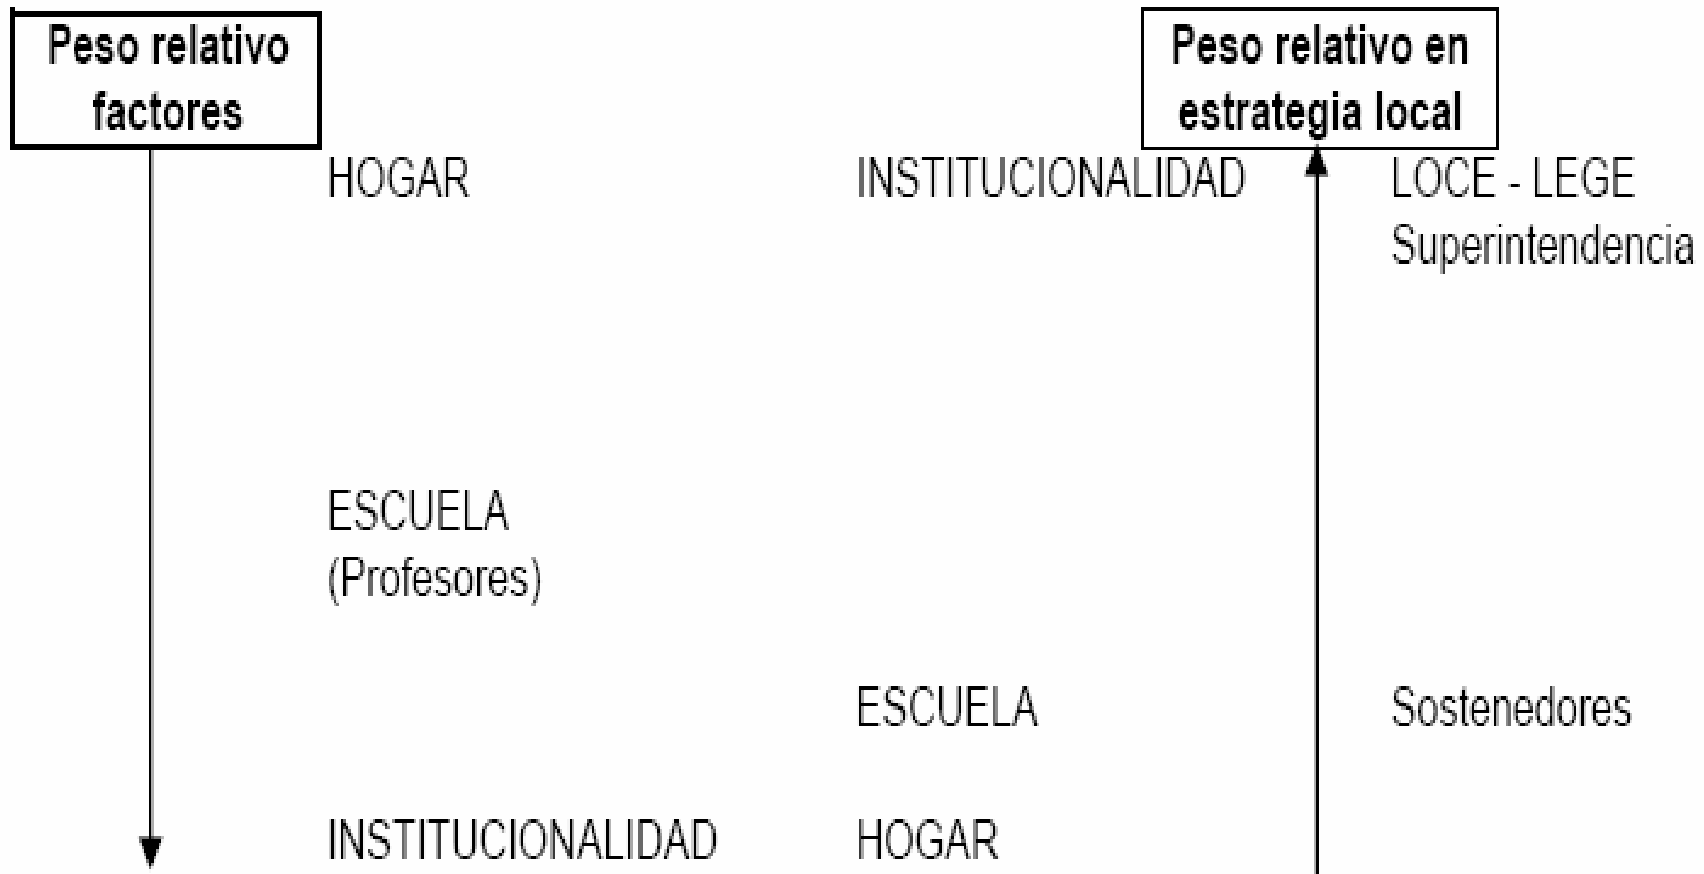 Peso relativo
factores
Peso relativo en
estrategia local
HOGAR
INSTITUCIONALIDAD
LOCE - LEGE
Superintendencia
ESCUELA
(Profesores)
ESCUELA
Sostenedores
INSTITUCIONALIDAD
HOGAR